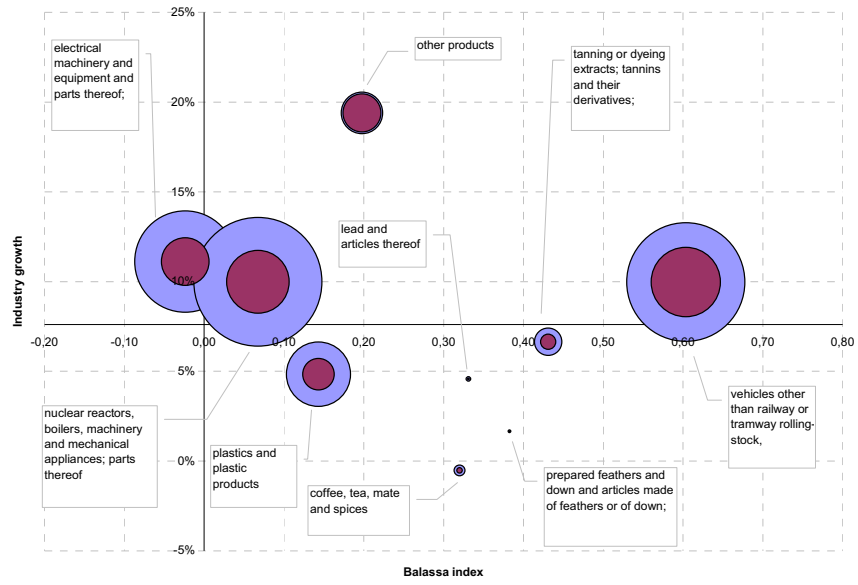 25%
electrical
machinery and
equipment and
parts thereof;
other products
tanning or dyeing
extracts; tannins
and their
derivatives;
20%
15%
lead and
articles thereof
Industry growth
10%
-0,20
-0,10
0,00
0,10
0,20
0,30
0,40
0,50
0,60
0,70
0,80
5%
nuclear reactors,
boilers, machinery
and mechanical
appliances; parts
thereof
vehicles other
than railway or
tramway rolling-
stock,
plastics and
plastic
products
0%
coffee, tea, mate
and spices
prepared feathers and
down and articles made
of feathers or of down;
-5%
Balassa index